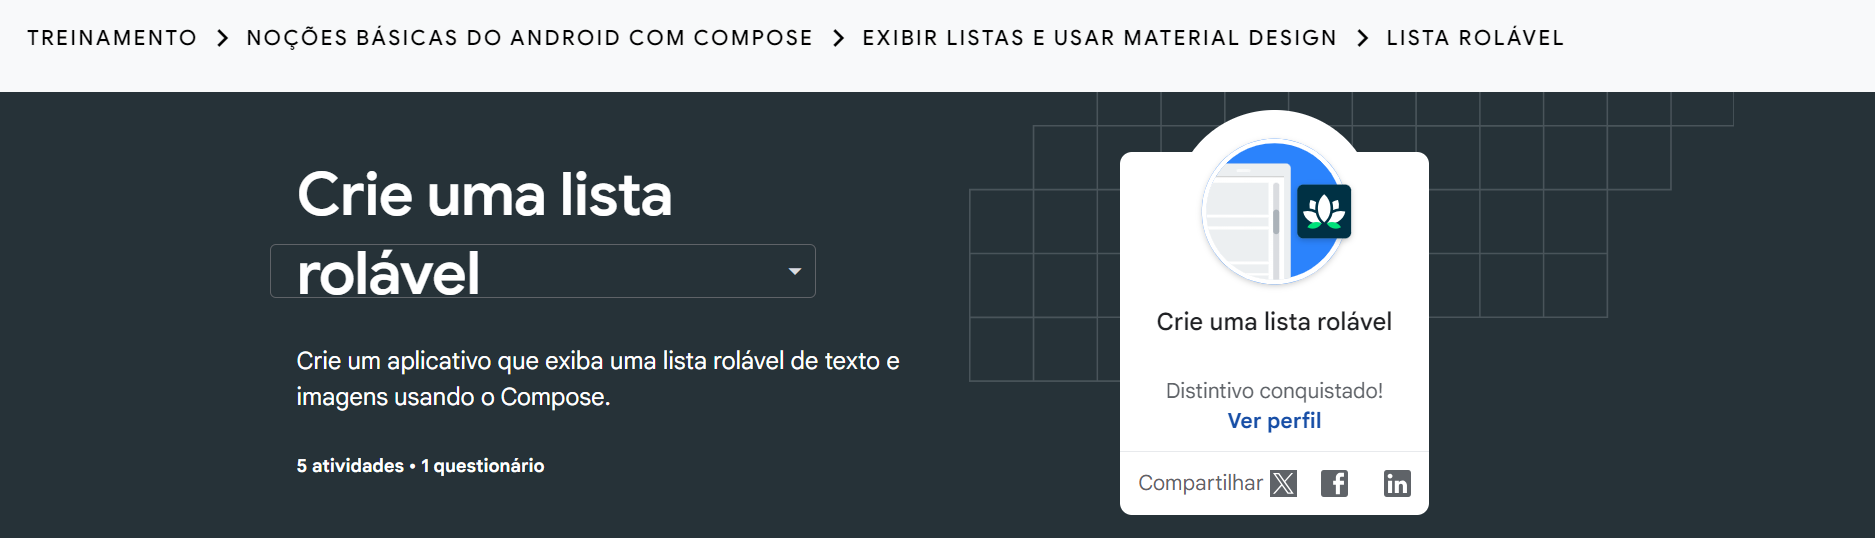 TREINAMENTO > NOÇÕES BÁSICAS DO ANDROID COM COMPOSE > EXIBIR LISTAS E USAR MATERIAL DESIGN > LISTA ROLÁVEL
Crie uma lista
rolável
Crie um aplicativo que exiba uma lista rolável de texto e
imagens usando o Compose.
5 atividades • 1 questionário
Crie uma lista rolável
Distintivo conquistado!
Ver perfil
Compartilhar